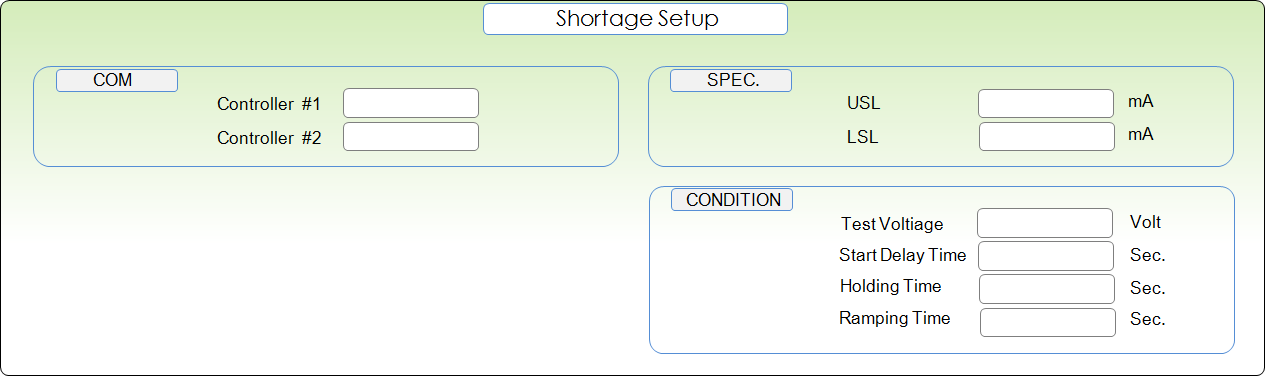 Shortage Setup
COM
Controller #1
Controller #2
SPEC.
USL mA
LSL mA
CONDITION
Test Voltiage Volt
Start Delay Time Sec.
Holding Time Sec.
Ramping Time Sec.